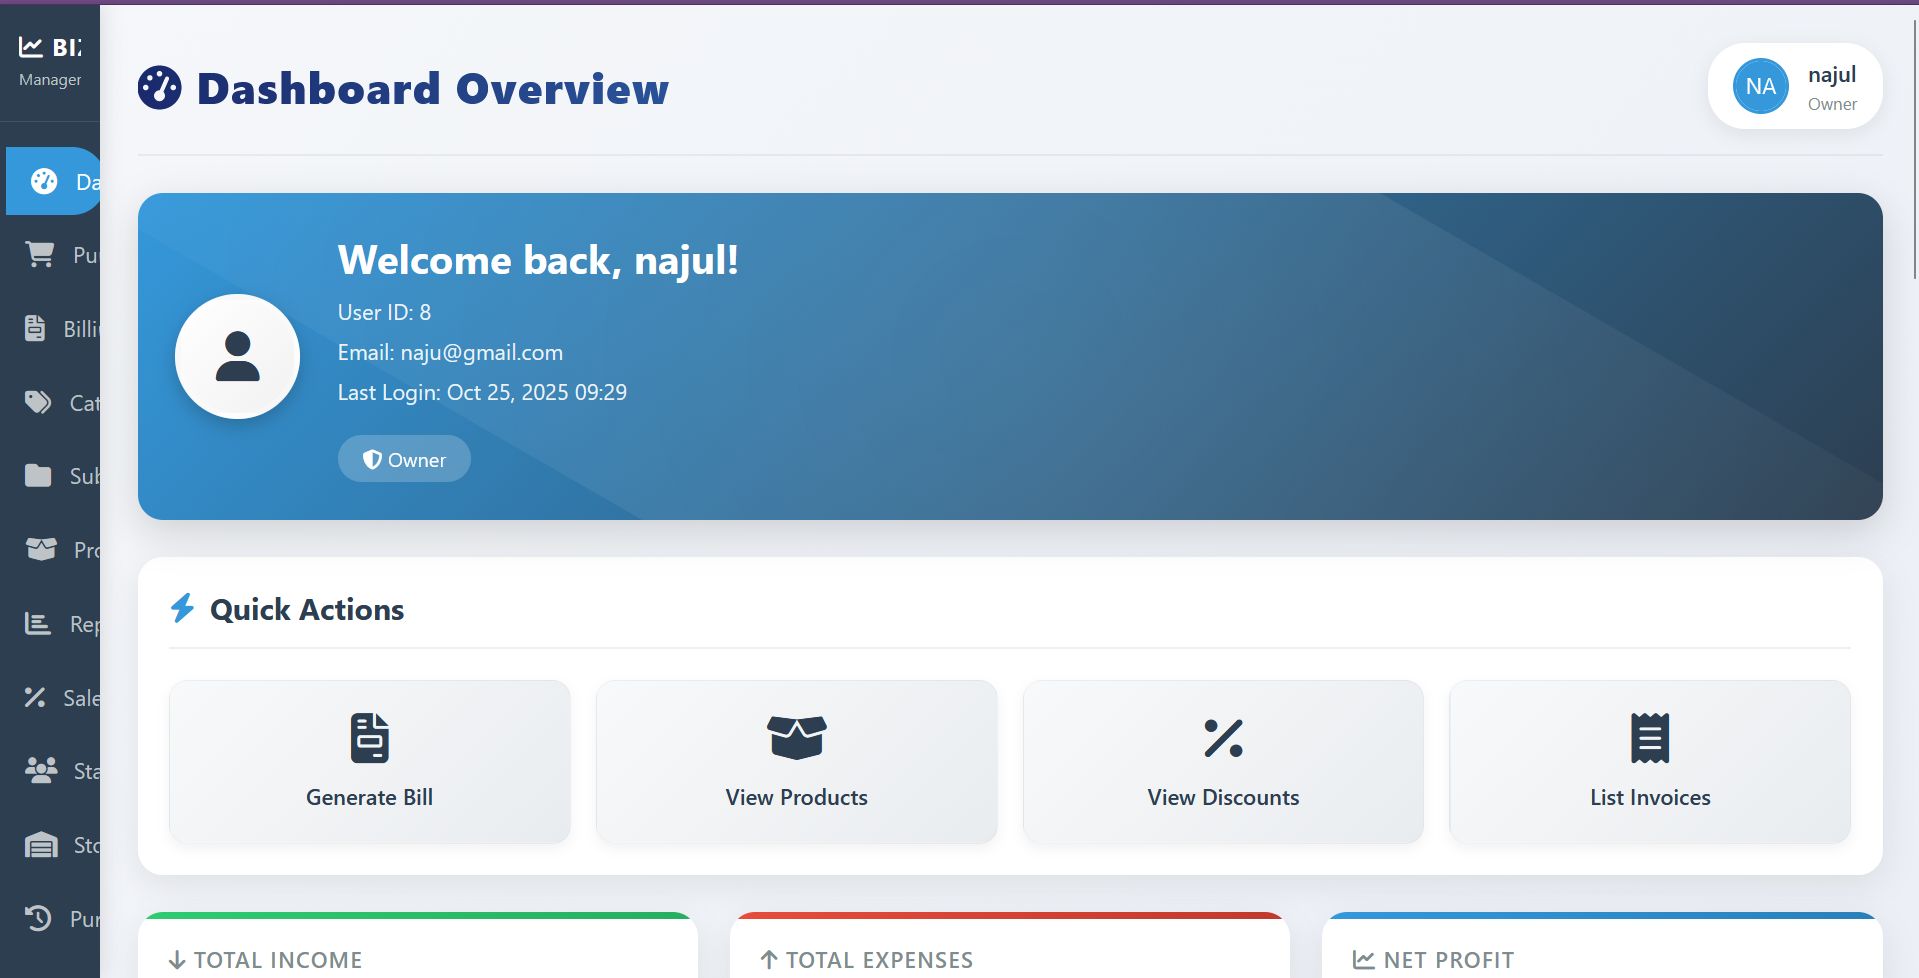 BIZ
Manager
Da
Pu
Billi
Cat
Sub
Pro
Rep
Sale
Sta
Sto
Pur
Dashboard Overview
NA
najul
Owner
Welcome back, najul!
User ID: 8
Email: naju@gmail.com
Last Login: Oct 25, 2025 09:29
Owner
Quick Actions
Generate Bill
View Products
View Discounts
List Invoices
TOTAL INCOME
TOTAL EXPENSES
NET PROFIT